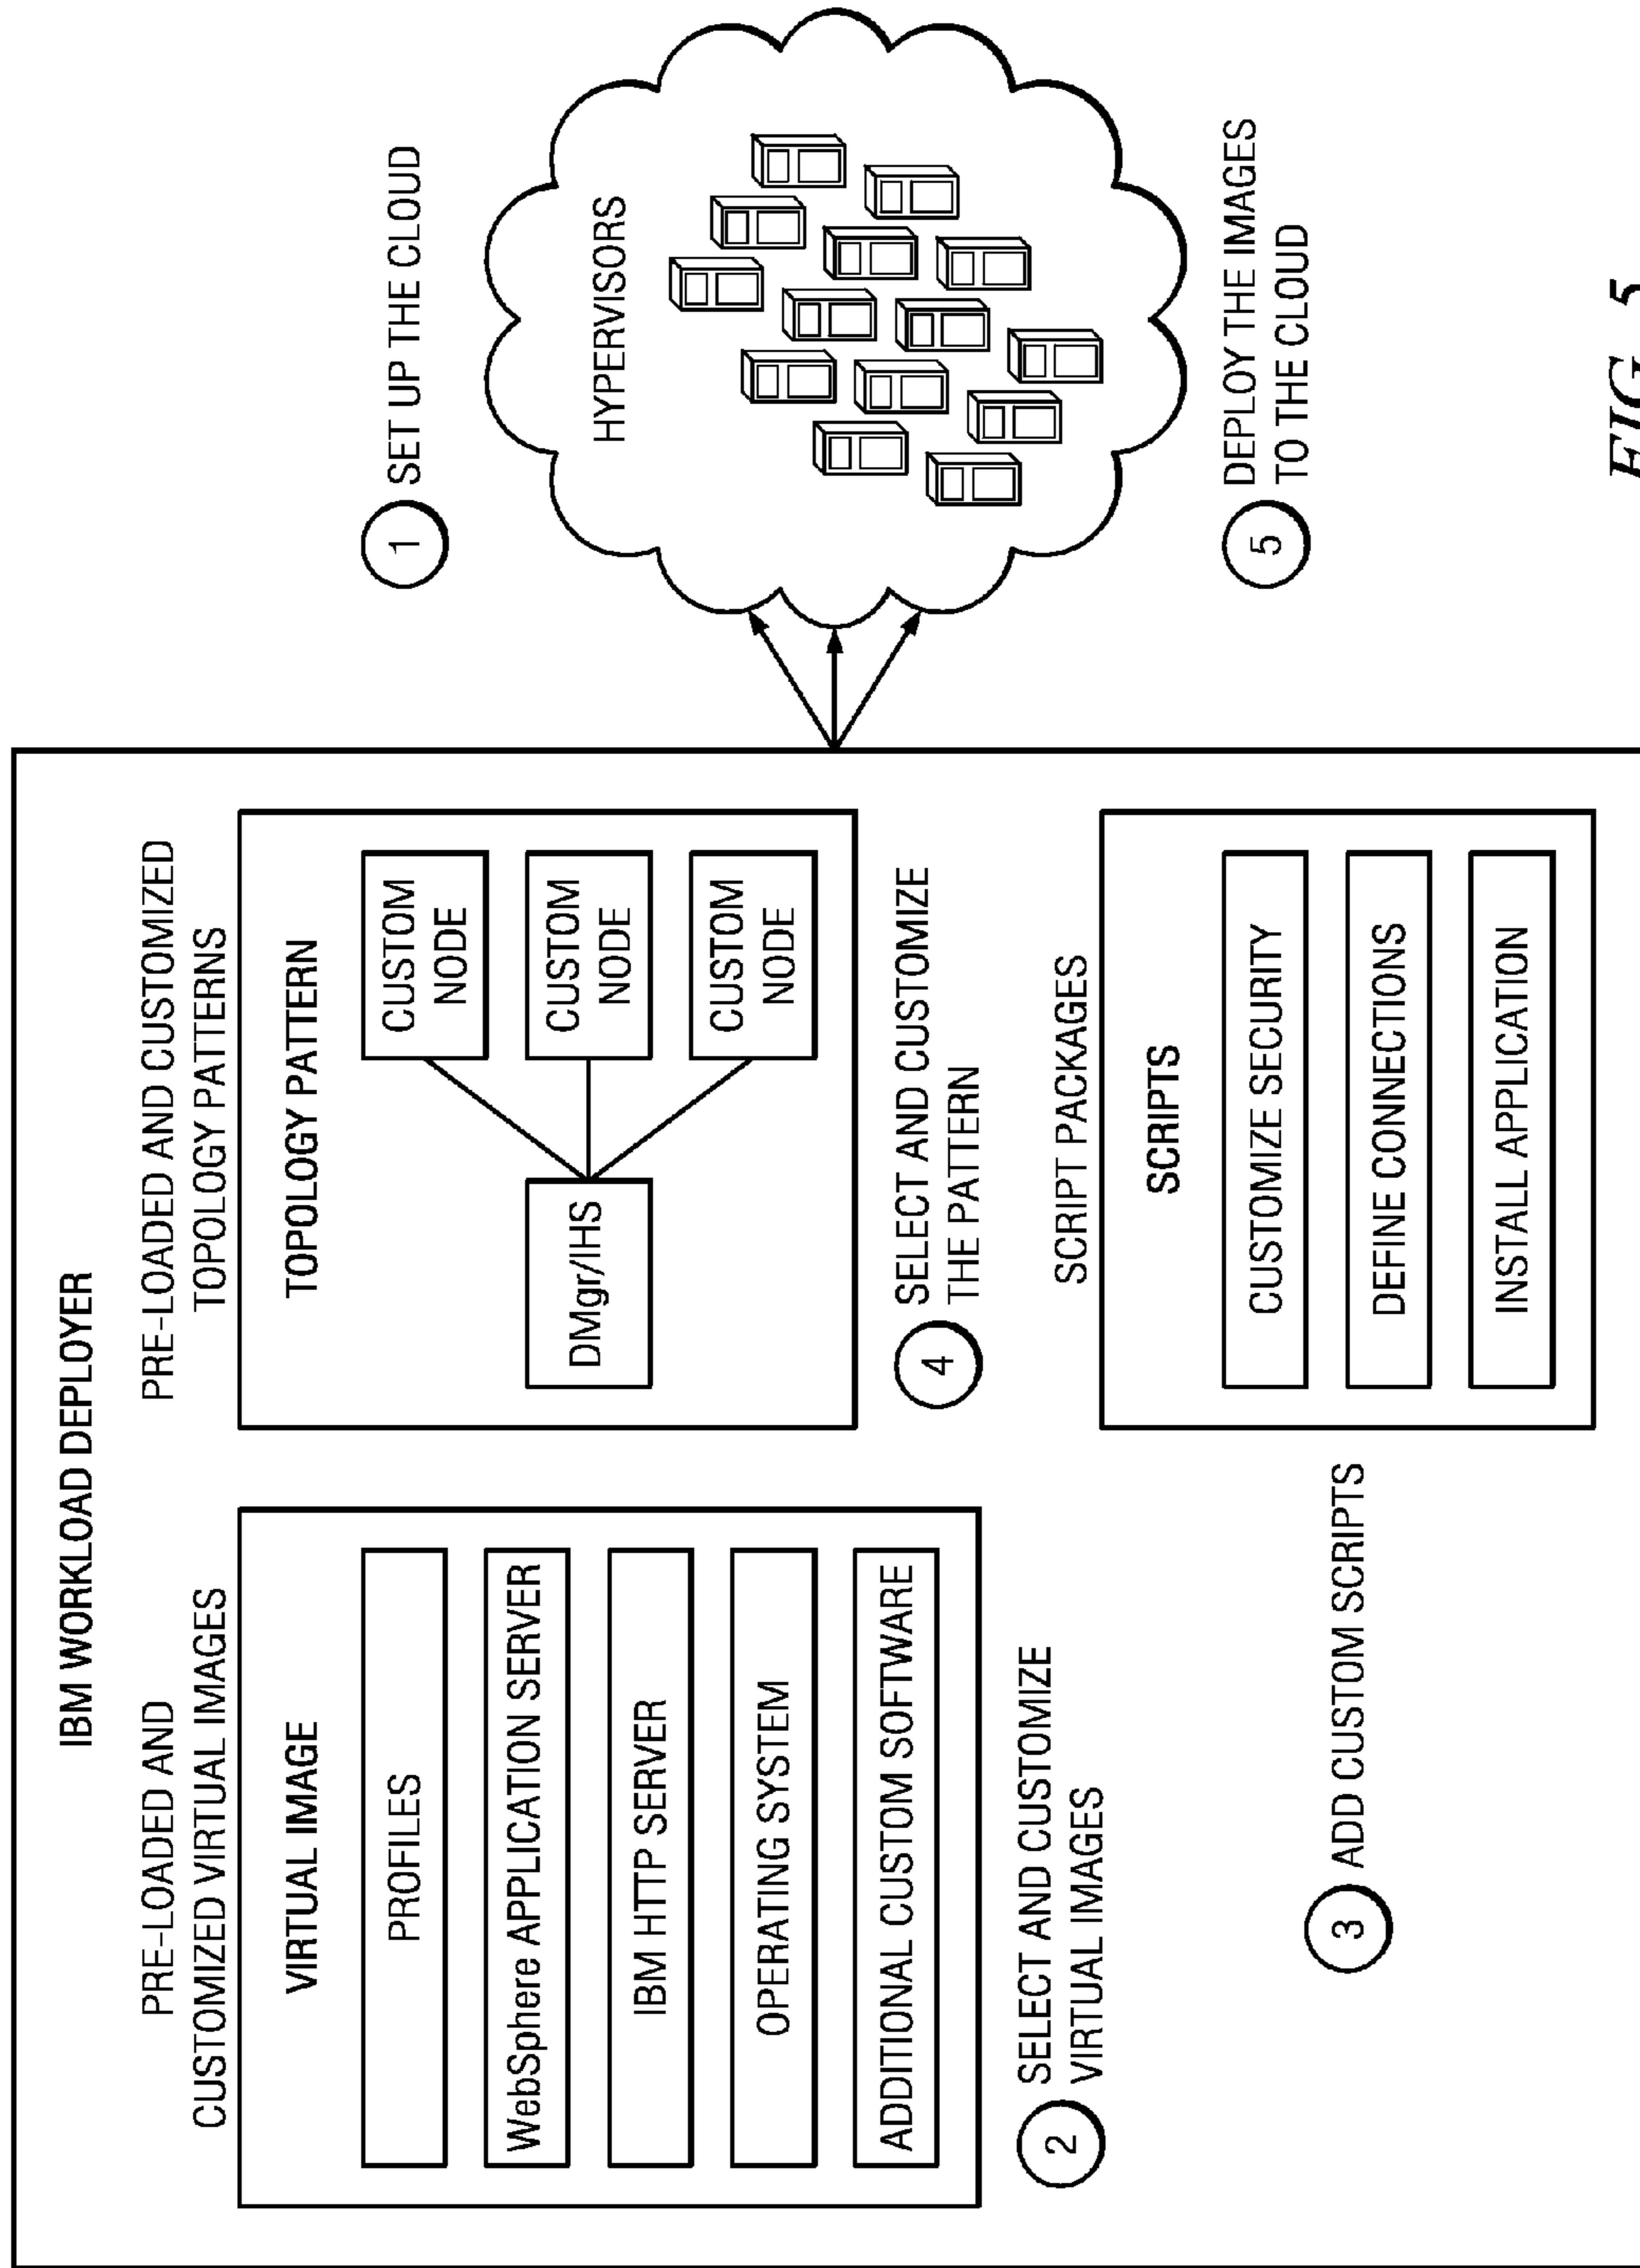 IBM WORKLOAD DEPLOYER
PRE-LOADED AND
CUSTOMIZED VIRTUAL IMAGES
VIRTUAL IMAGE
PROFILES
WebSphere APPLICATION SERVER
IBM HTTP SERVER
OPERATING SYSTEM
ADDITIONAL CUSTOM SOFTWARE
2
SELECT AND CUSTOMIZE
VIRTUAL IMAGES
3
ADD CUSTOM SCRIPTS
PRE-LOADED AND CUSTOMIZED
TOPOLOGY PATTERNS
TOPOLOGY PATTERN
DMgr/IHS
CUSTOM
NODE
CUSTOM
NODE
CUSTOM
NODE
4
SELECT AND CUSTOMIZE
THE PATTERN
SCRIPT PACKAGES
SCRIPTS
CUSTOMIZE SECURITY
DEFINE CONNECTIONS
INSTALL APPLICATION
1
SET UP THE CLOUD
HYPERVISORS
5
DEPLOY THE IMAGES
TO THE CLOUD
FIG. 5